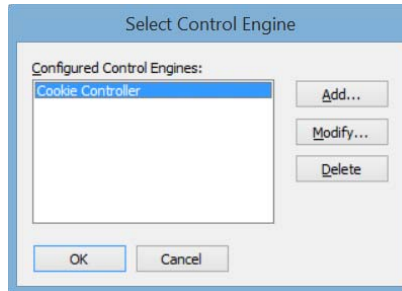 Select Control Engine
Configured Control Engines:
Cookie Controller
Add...
Modify...
Delete
OK
Cancel